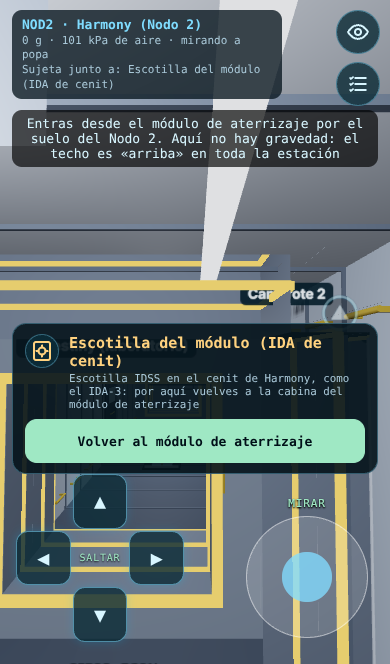 NOD2 · Harmony (Nodo 2)
0 g · 101 kPa de aire · mirando a
popa
Sujeta junto a: Escotilla del módulo
(IDA de cenit)
Entras desde el módulo de aterrizaje por el
suelo del Nodo 2. Aquí no hay gravedad: el
techo es «arriba» en toda la estación
Escotilla del módulo (IDA de
cenit)
Escotilla IDSS en el cenit de Harmony, como
el IDA-3: por aquí vuelves a la cabina del
módulo de aterrizaje
Volver al módulo de aterrizaje
MIRAR
SALTAR